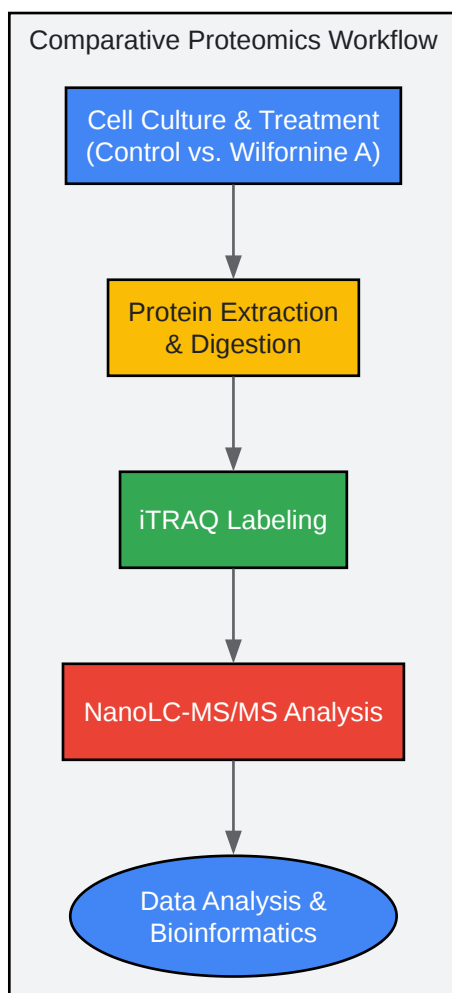 Comparative Proteomics Workflow
Cell Culture & Treatment
(Control vs. Wilfornine A)
Protein Extraction
& Digestion
iTRAQ Labeling
NanoLC-MS/MS Analysis
Data Analysis &
Bioinformatics